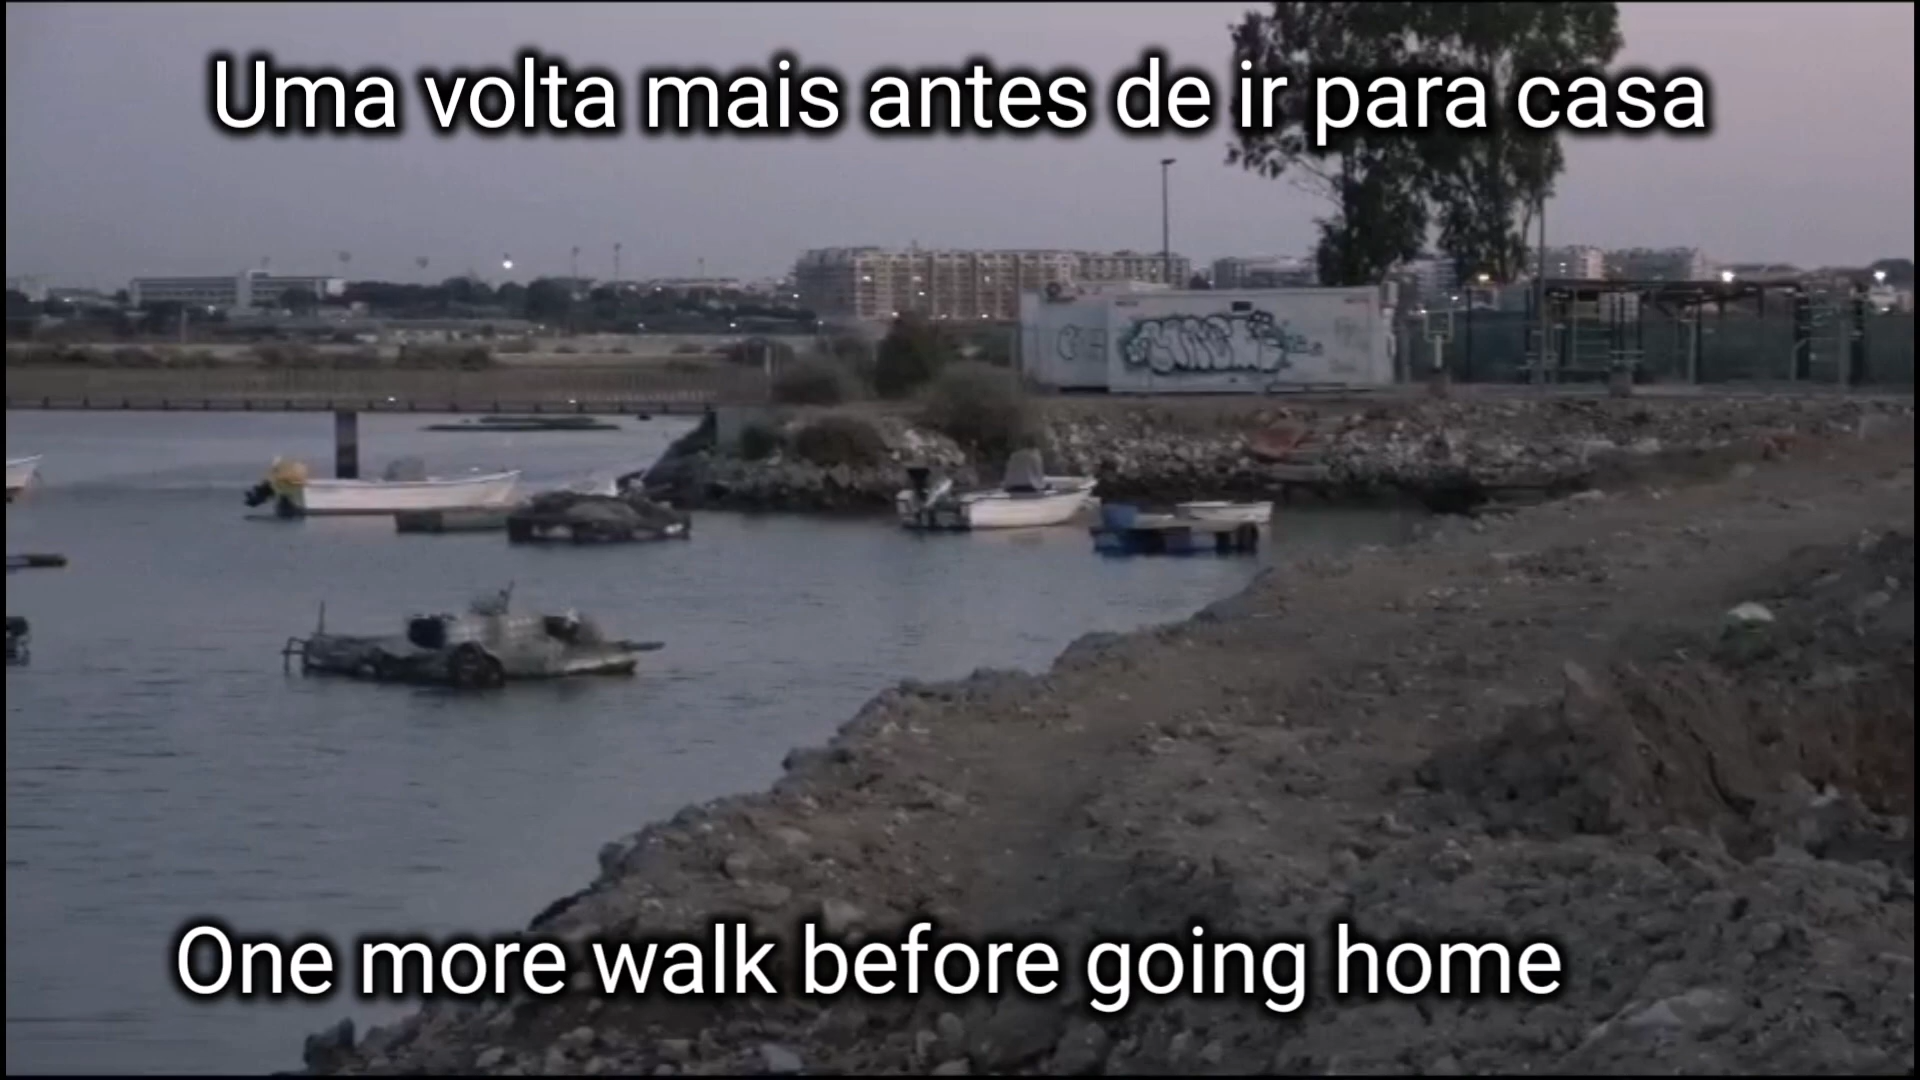 Uma volta mais antes de ir para casa
One more walk before going home